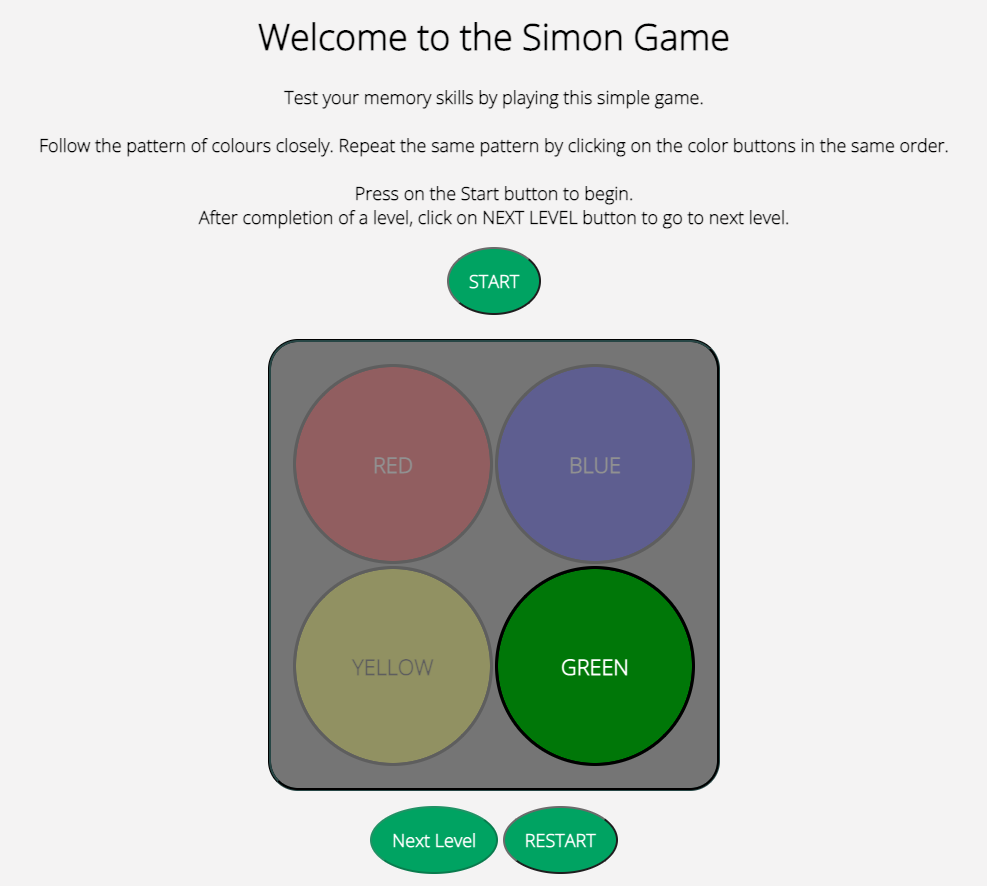 Welcome to the Simon Game
Test your memory skills by playing this simple game.
Follow the pattern of colours closely. Repeat the same pattern by clicking on the color buttons in the same order.
Press on the Start button to begin.
After completion of a level, click on NEXT LEVEL button to go to next level.
START
RED
BLUE
YELLOW
GREEN
Next Level
RESTART